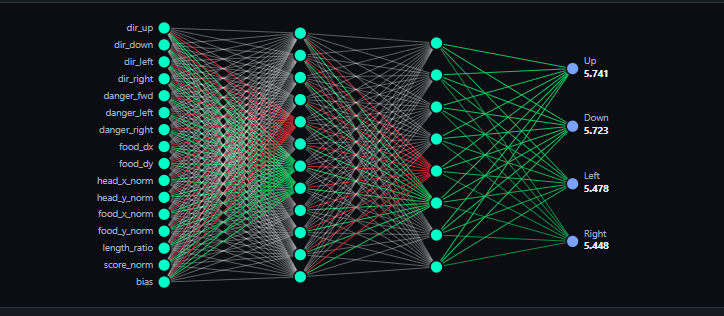 dir_up
dir_down
dir_left
dir_right
danger_fwd
danger_left
danger_right
food_dx
food_dy
head_x_norm
head_y_norm
food_x_norm
food_y_norm
length_ratio
score_norm
bias
Up
5.741
Down
5.723
Left
5.478
Right
5.448